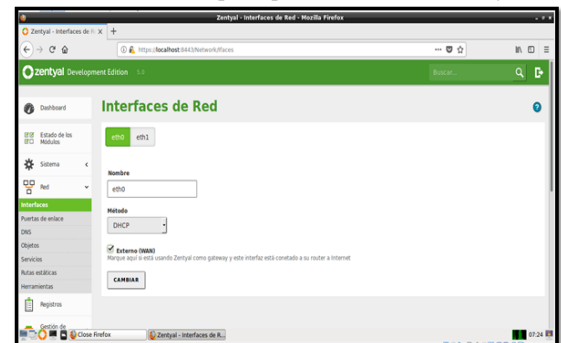 Zentyal - Interfaces de Red - Mozilla Firefox
Zentyal - Interfaces de R
https://localhost:8443/Network/Ifaces
zentyal Development Edition
Buscar...
Dashboard
Interfaces de Red
Estado de los
Módulos
eth0 eth1
Sistema
Nombre
Red
eth0
Interfaces
Puertas de enlace
Método
DNS
DHCP
Objetos
Externo (WAN)
Servicios
Marque aquí si está usando Zentyal como gateway y este interfaz está conetado a su router a Internet
Rutas estáticas
Herramientas
CAMBIAR
Registros
Gestión de
Close Firefox
Zentyal - Interfaces de R...
07:24